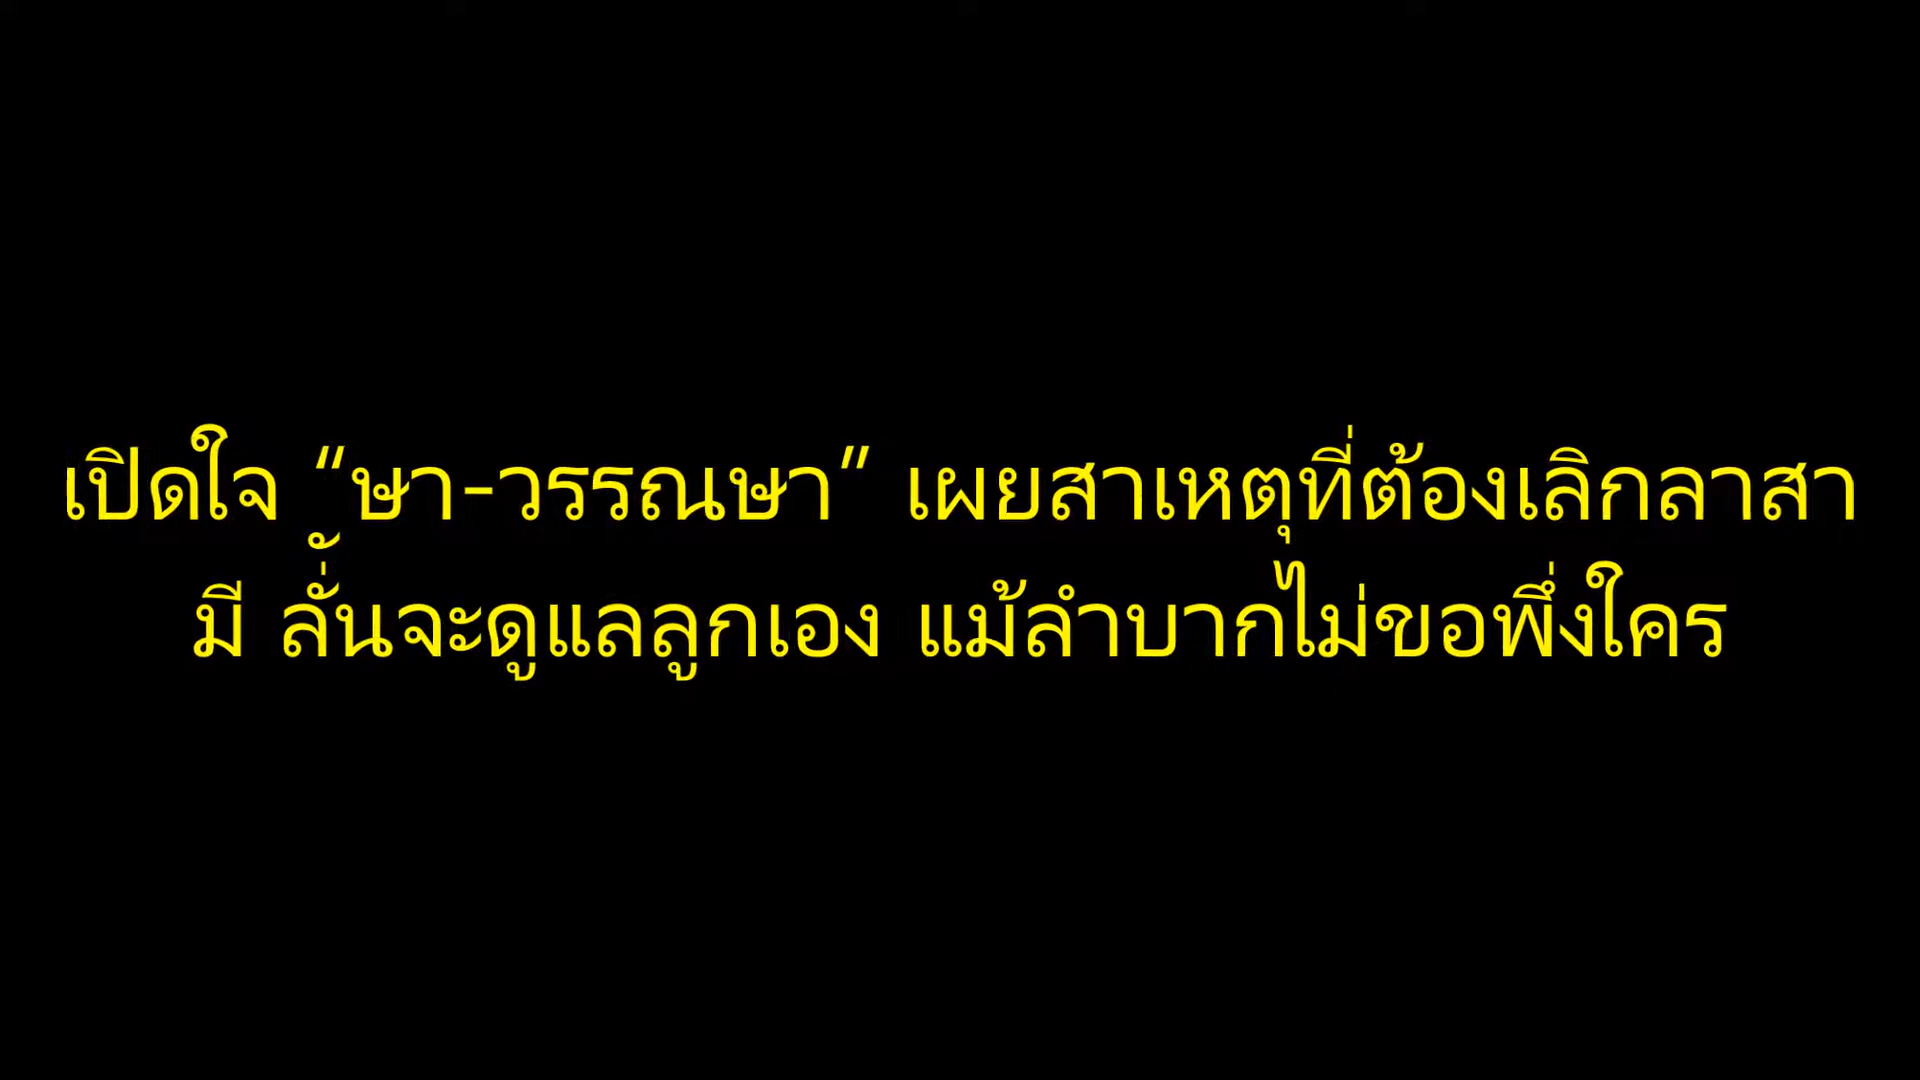 เปิดใจ “ษา-วรรณษา” เผยสาเหตุที่ต้องเลิกลาสา
มี ลั่ันจะดูแลลูกเอง แม้ลำบากไม่ขอพึ่งใคร